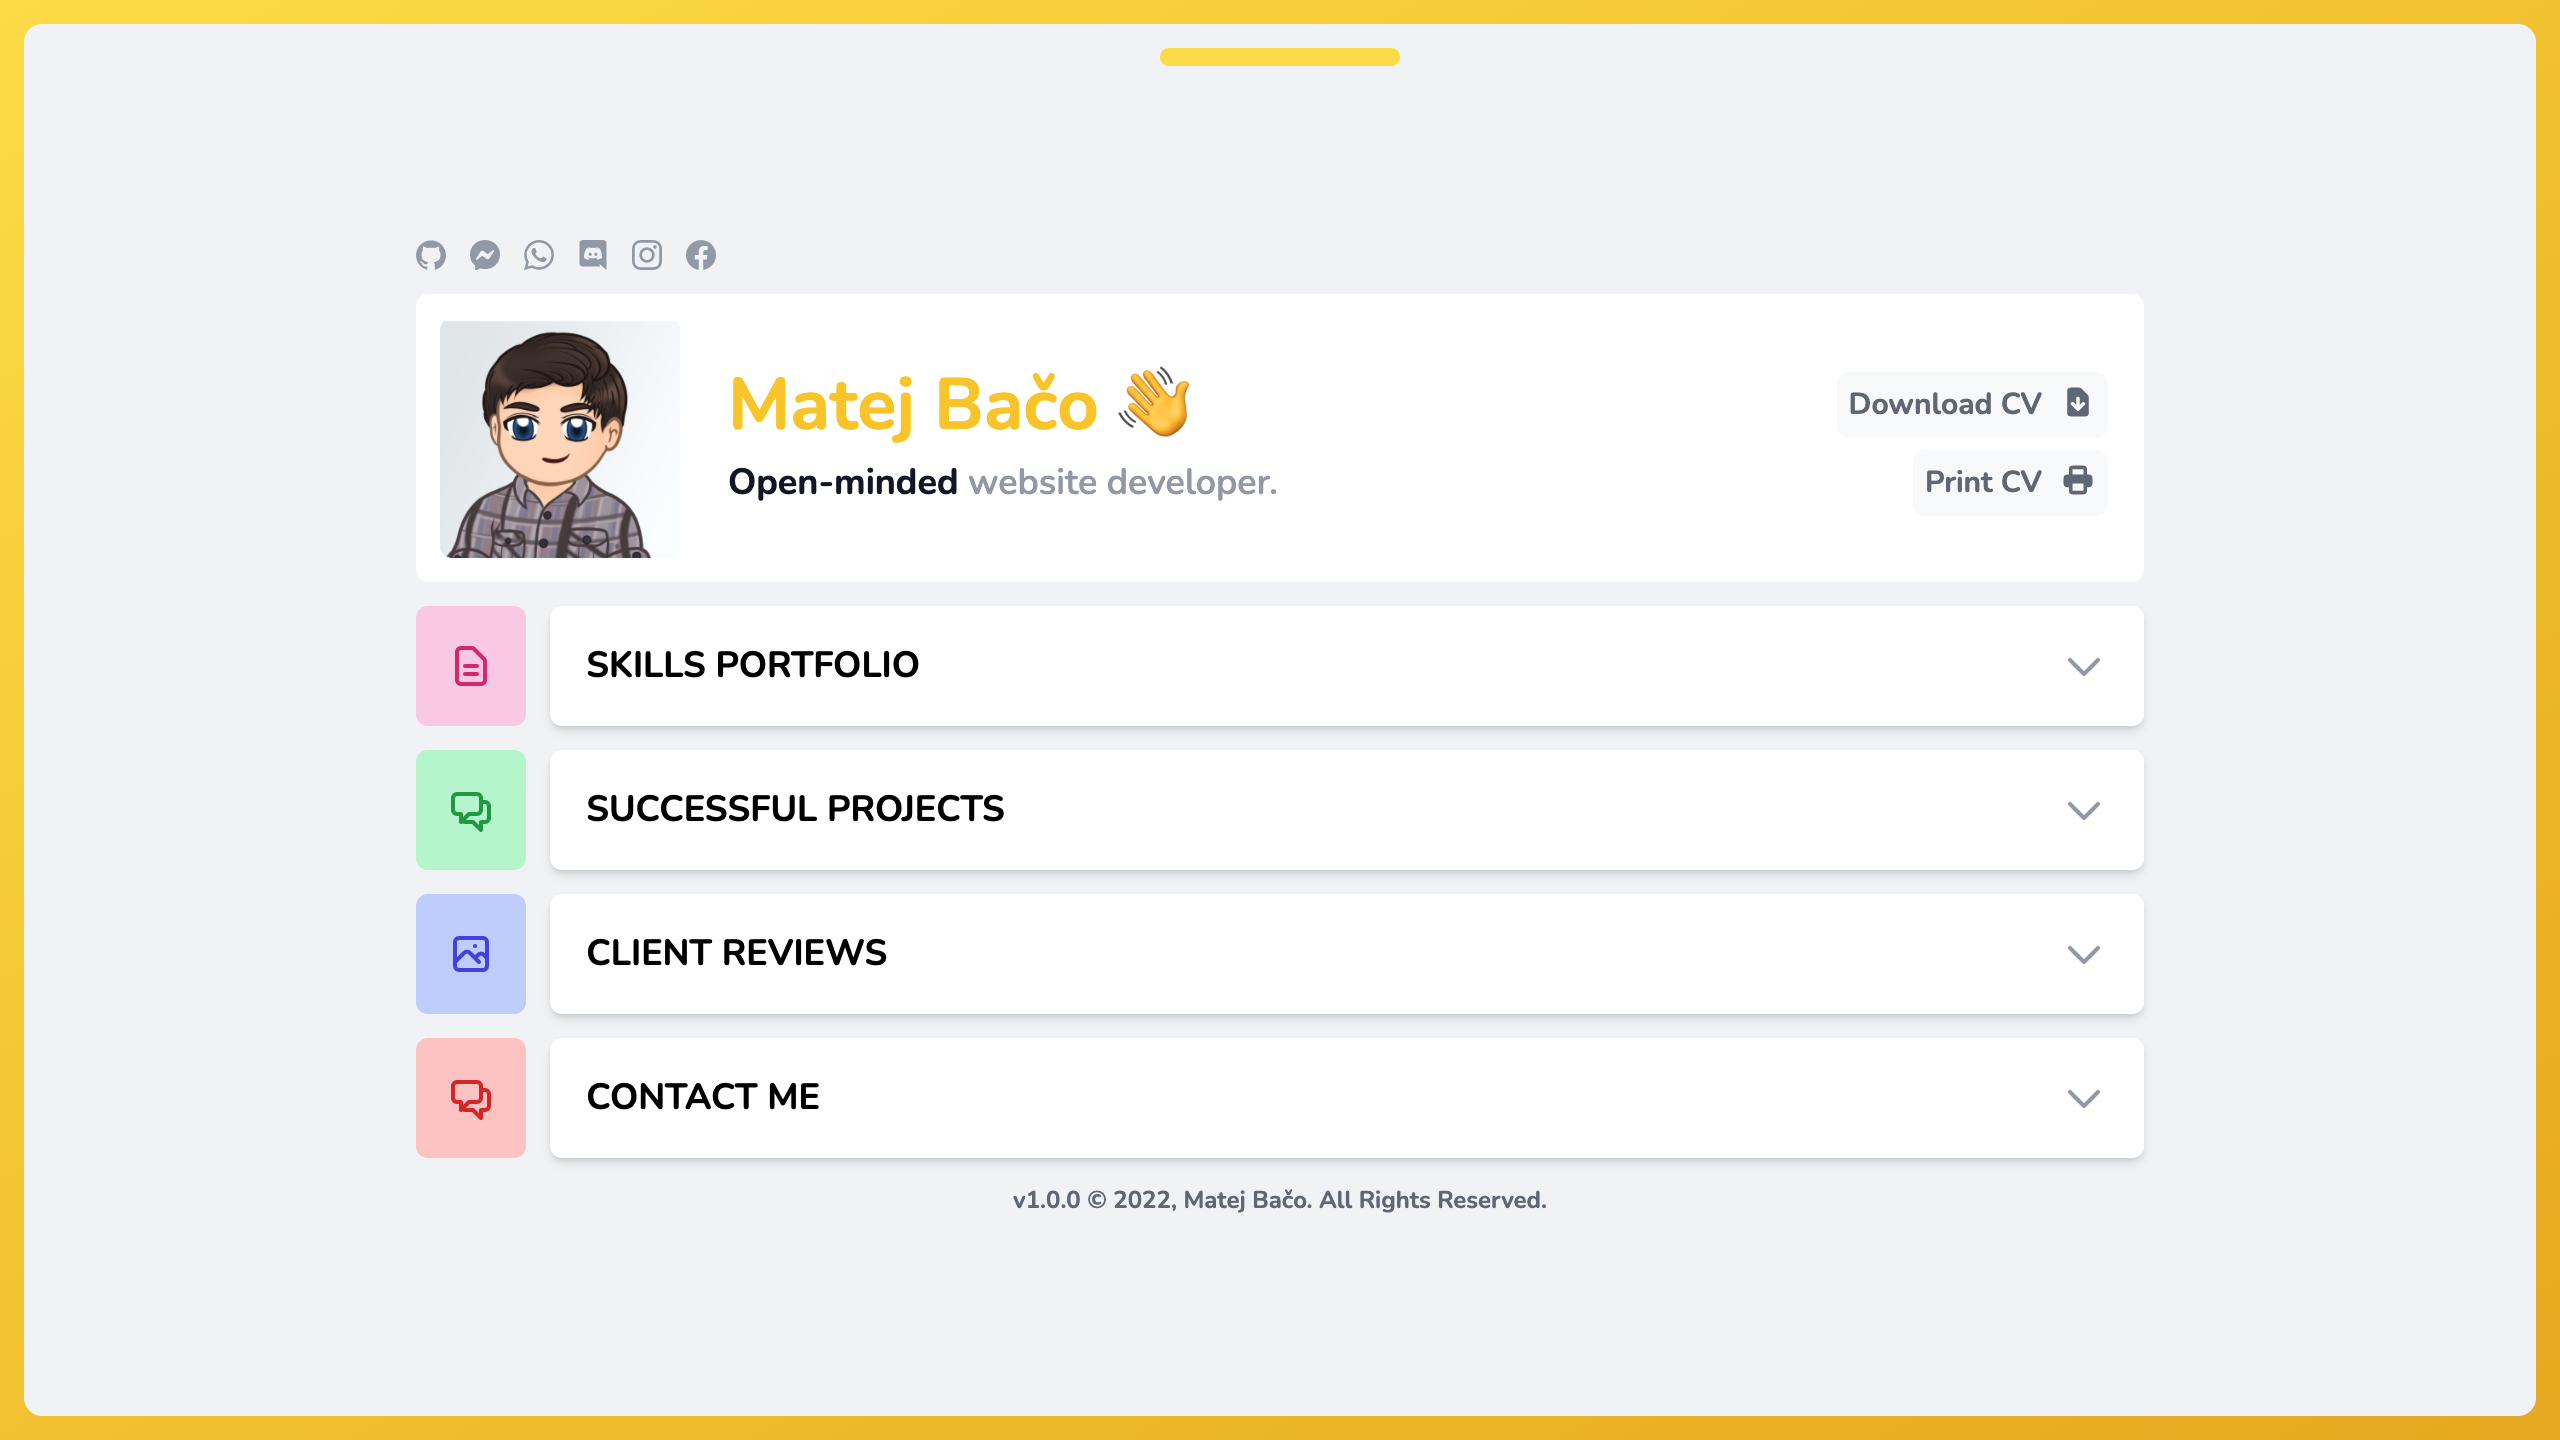 Matej Bačo 👋
Open-minded website developer.
Download CV
Print CV
SKILLS PORTFOLIO
SUCCESSFUL PROJECTS
CLIENT REVIEWS
CONTACT ME
v1.0.0 © 2022, Matej Bačo. All Rights Reserved.